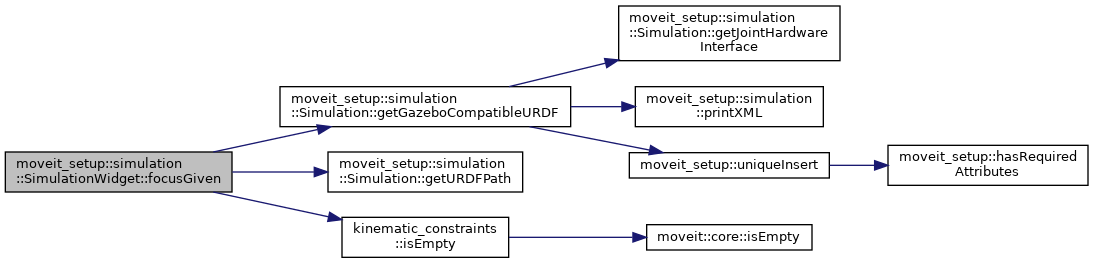 moveit_setup::simulation
::SimulationWidget::focusGiven
moveit_setup::simulation
::Simulation::getGazeboCompatibleURDF
moveit_setup::simulation
::Simulation::getURDFPath
kinematic_constraints
::isEmpty
moveit_setup::simulation
::Simulation::getJointHardware
Interface
moveit_setup::simulation
::printXML
moveit_setup::uniqueInsert
moveit::core::isEmpty
moveit_setup::hasRequired
Attributes